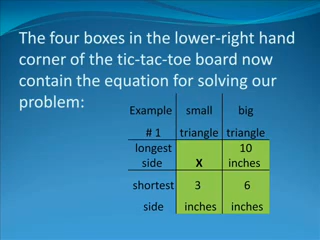 The four boxes in the lower-right hand
corner of the tic-tac-toe board now
contain the equation for solving our
problem:
Example small big
# 1 triangle triangle
longest 10
side X inches
shortest 3 6
side inches inches